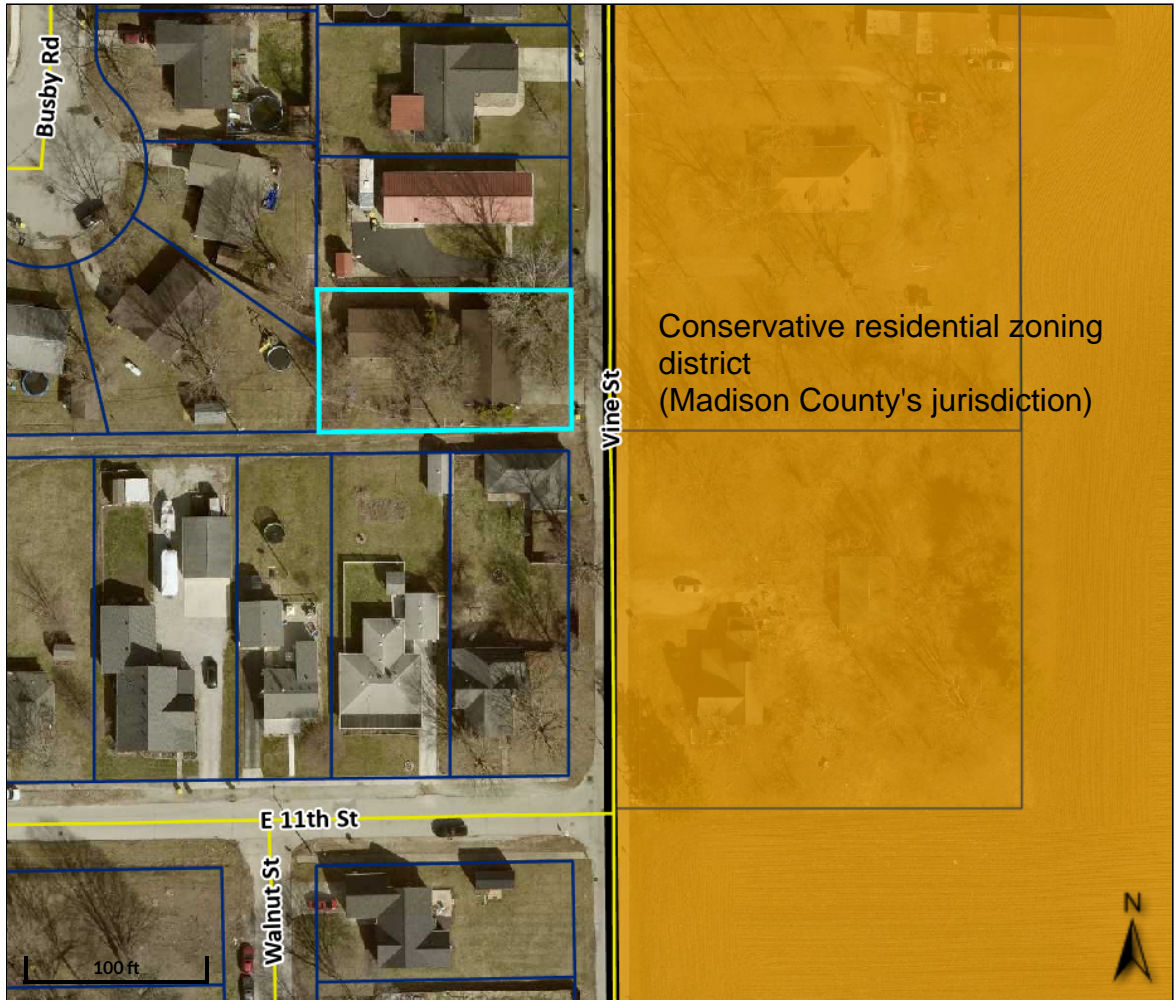 Busby Rd
Conservative residential zoning
district
(Madison County's jurisdiction)
Vine St
E 11th St
Walnut St
100 ft
N